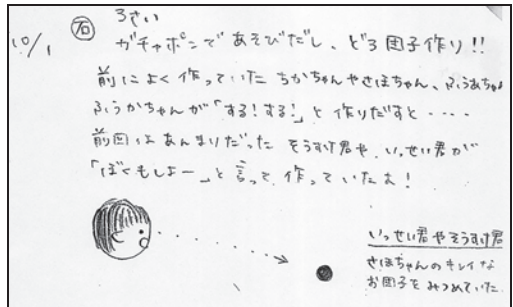 10/1 石 3さい
ガチャポンであそびだし、どろ団子作り!!
前によく作っていた ちかちゃんやさほちゃん、ふうあちゃ
ふうかちゃんが「する!する!」と作りだすと・・・・
前回はあんまりだった そうすけ君や、いっせい君が
「ぼくもしよー」と言って、作っていたよ!
いっせい君やそうすけ君
さほちゃんのキレイな
お団子をみつめていた